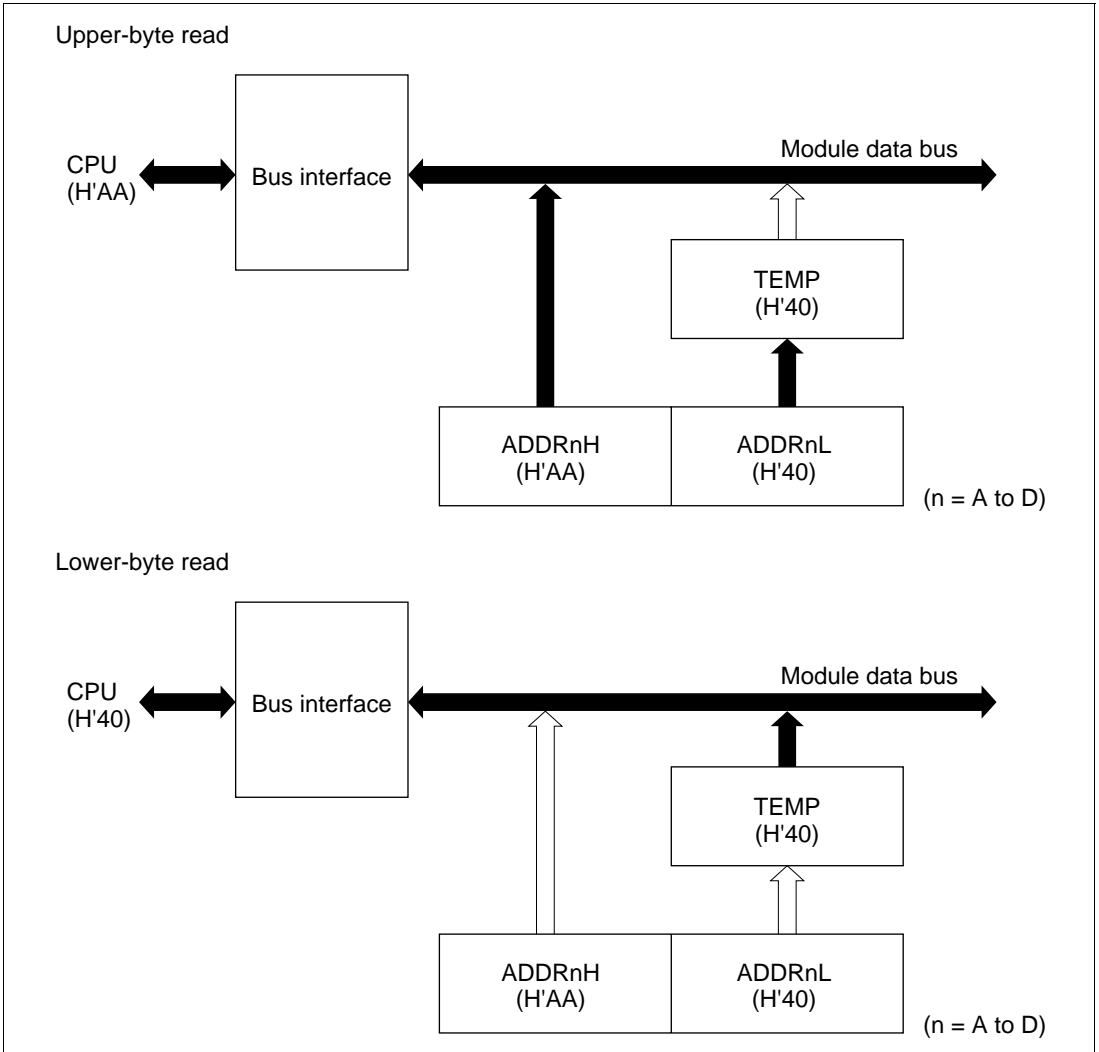 Upper-byte read
CPU
(H'AA)
Bus interface
Module data bus
TEMP
(H'40)
ADDRnH
(H'AA)
ADDRnL
(H'40)
(n = A to D)
Lower-byte read
CPU
(H'40)
Bus interface
Module data bus
TEMP
(H'40)
ADDRnH
(H'AA)
ADDRnL
(H'40)
(n = A to D)